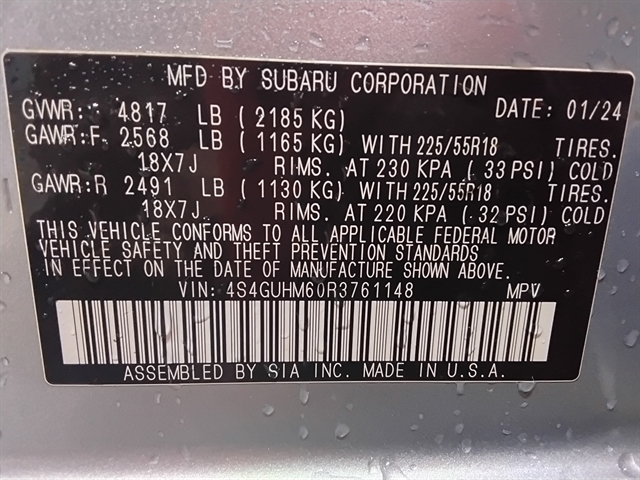 MFD BY SUBARU CORPORATION
GVWR: 4817 LB (2185 KG) DATE: 01/24
GAWR:F 2568 LB (1165 KG) WITH 225/55R18 TIRES.
18X7J RIMS. AT 230 KPA (33 PSI) COLD
GAWR:R 2491 LB (1130 KG) WITH 225/55R18 TIRES.
18X7J RIMS. AT 220 KPA (32 PSI) COLD
THIS VEHICLE CONFORMS TO ALL APPLICABLE FEDERAL MOTOR
VEHICLE SAFETY AND THEFT PREVENTION STANDARDS
IN EFFECT ON THE DATE OF MANUFACTURE SHOWN ABOVE.
VIN: 4S4GUHM60R3761148 MPV
ASSEMBLED BY SIA INC. MADE IN U.S.A.